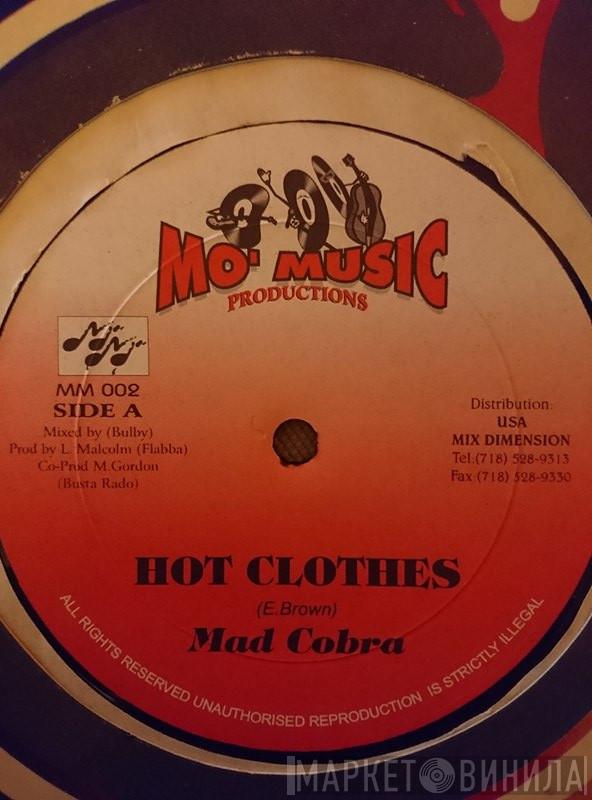 MO' MUSIC
PRODUCTIONS
MM 002
SIDE A
Mixed by (Bulby)
Prod by L. Malcolm (Flabba)
Co-Prod M.Gordon
(Busta Rado)
Distribution:
USA
MIX DIMENSION
Tel:(718) 528-9313
Fax:(718) 528-9330
HOT CLOTHES
(E.Brown)
Mad Cobra
ALL RIGHTS RESERVED UNAUTHORISED REPRODUCTION IS STRICTLY ILLEGAL
МАРКЕТ ВИНИЛА